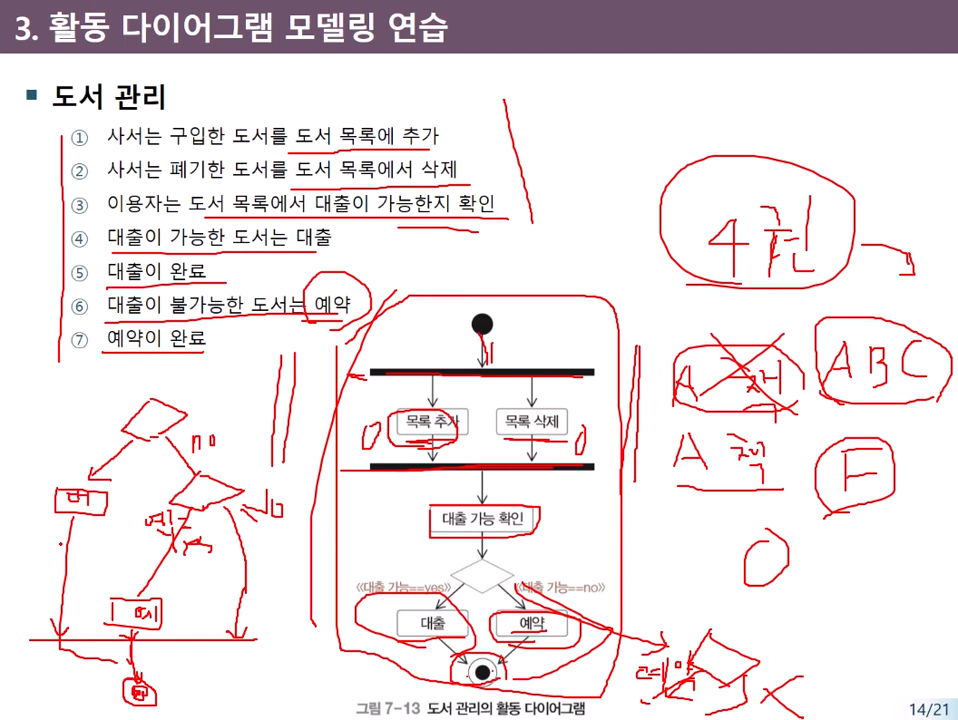 3. 활동 다이어그램 모델링 연습
■ 도서 관리
① 사서는 구입한 도서를 도서 목록에 추가
② 사서는 폐기한 도서를 도서 목록에서 삭제
③ 이용자는 도서 목록에서 대출이 가능한지 확인
④ 대출이 가능한 도서는 대출
⑤ 대출이 완료
⑥ 대출이 불가능한 도서는 예약
⑦ 예약이 완료
4권
A 책
A B C
A 책
F
목록 추가
목록 삭제
대출 가능 확인
《대출 가능==yes》
《대출 가능==no》
대출
예약
no
no
예약
그림 7-13 도서 관리의 활동 다이어그램
14/21